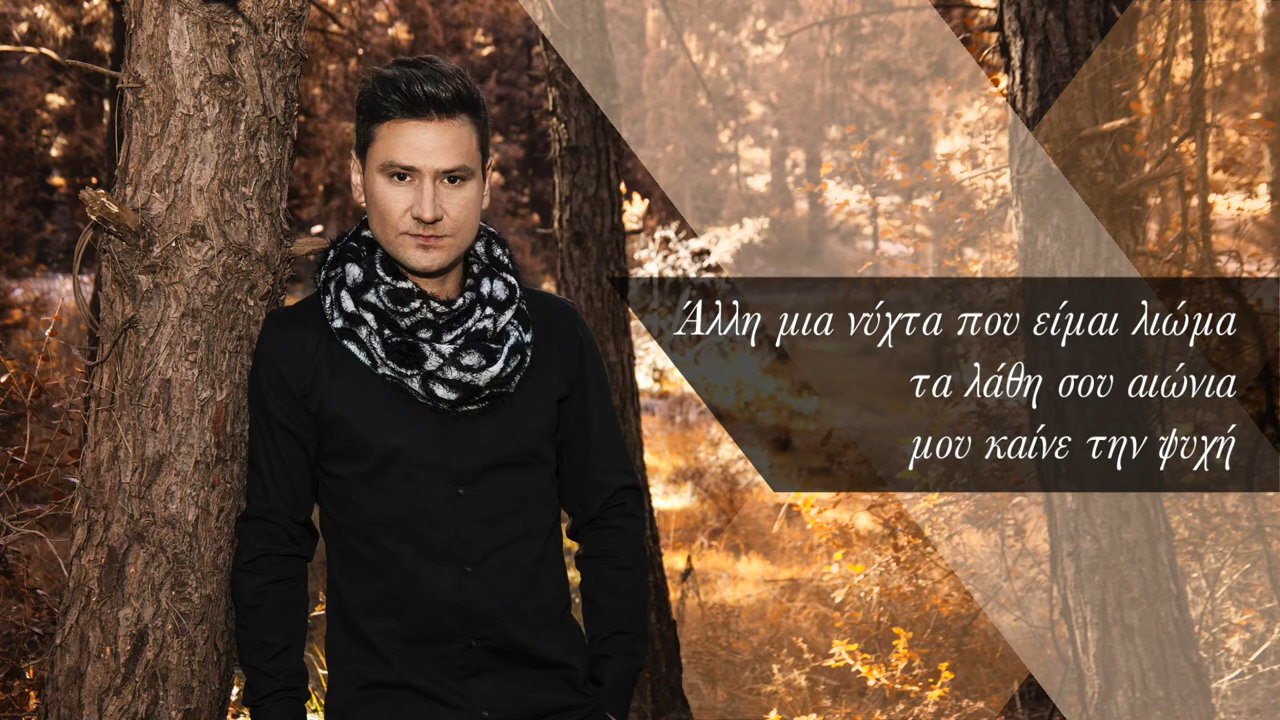 Άλλη μια νύχτα που είμαι λιώμα
τα λάθη σου αιώνια
μου καίνε την ψυχή